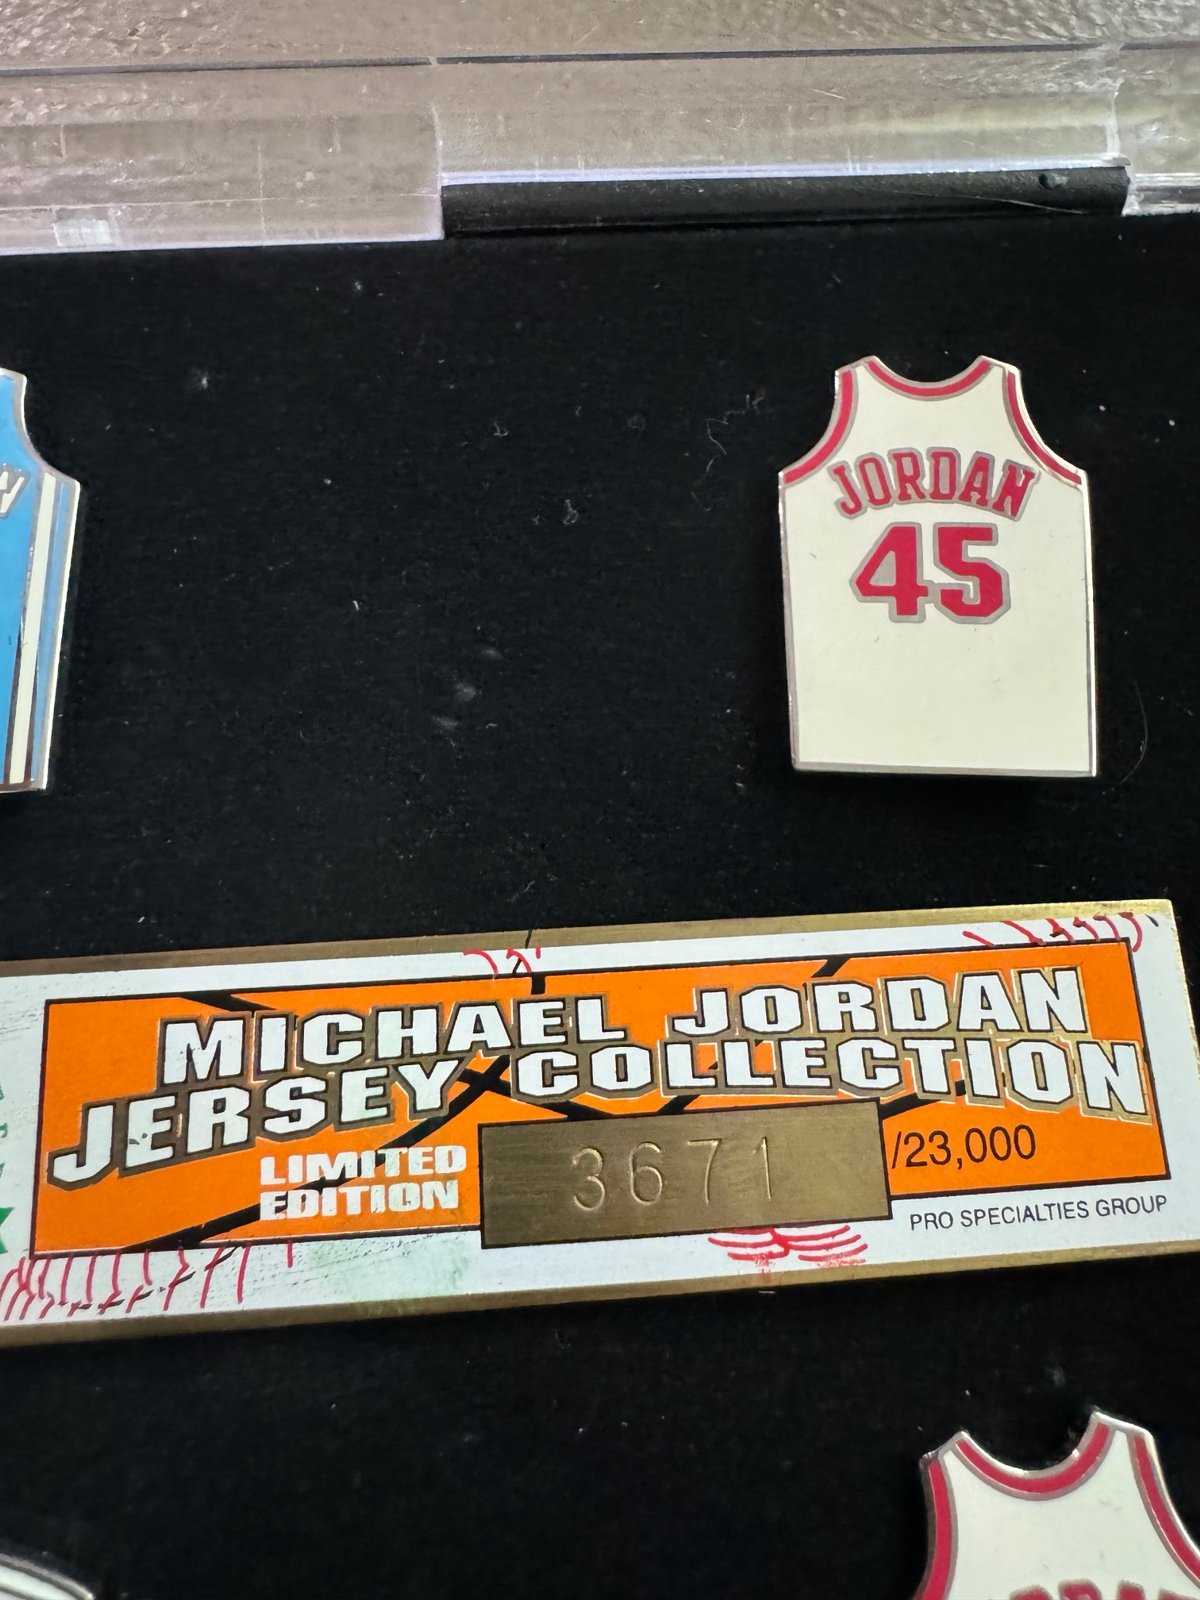 JORDAN
45
MICHAEL JORDAN
JERSEY COLLECTION
LIMITED
EDITION
3671
/23,000
PRO SPECIALTIES GROUP